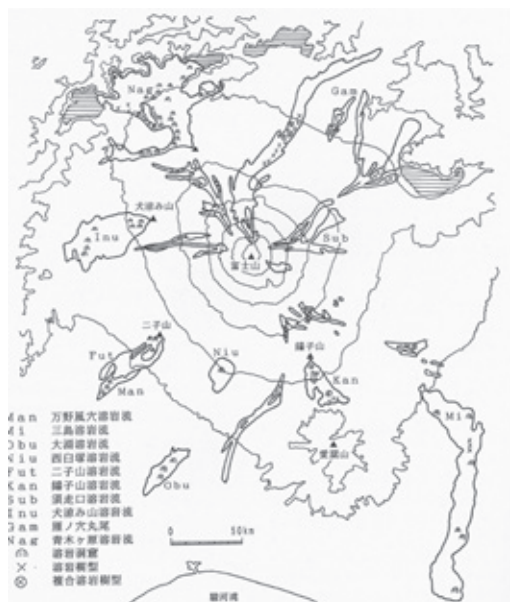 Nag
Gam
犬涼み山
Inu
Sub
富士山
二子山
Fut
Man
Niu
鑵子山
Kan
Mi
愛鷹山
Obu
Man 万野風穴溶岩流
Mi 三島溶岩流
Obu 大淵溶岩流
Niu 西臼塚溶岩流
Fut 二子山溶岩流
Kan 鑵子山溶岩流
Sub 須走口溶岩流
Inu 犬涼み山溶岩流
Gam 雁ノ穴丸尾
Nag 青木ヶ原溶岩流
溶岩洞窟
溶岩樹型
複合溶岩樹型
0 50km
駿河湾